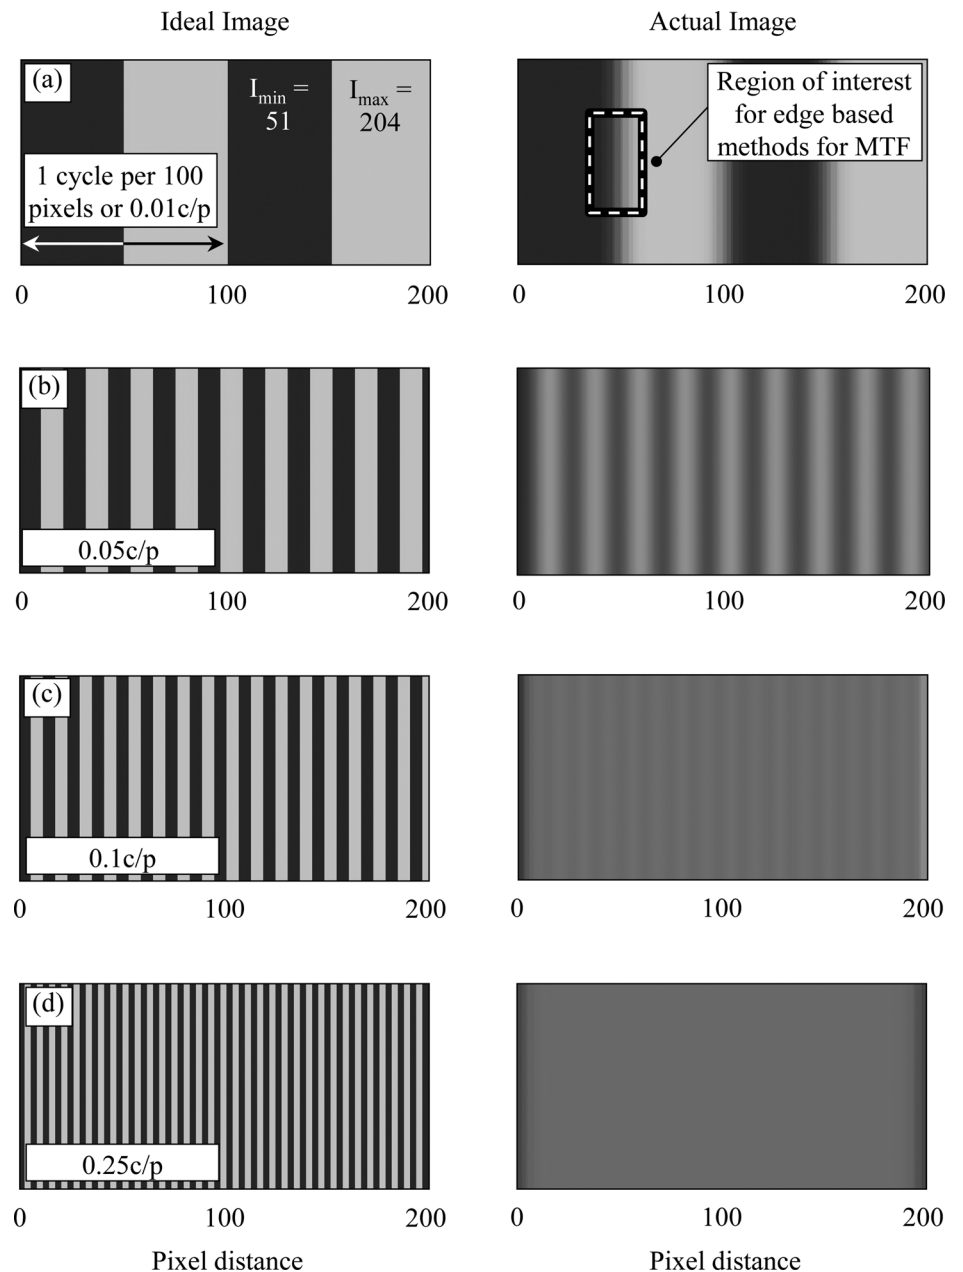 Ideal Image
Actual Image
(a)
I_min =
51
I_max =
204
1 cycle per 100
pixels or 0.01c/p
Region of interest
for edge based
methods for MTF
0 100 200
0 100 200
(b)
0.05c/p
0 100 200
0 100 200
(c)
0.1c/p
0 100 200
0 100 200
(d)
0.25c/p
0 100 200
0 100 200
Pixel distance
Pixel distance